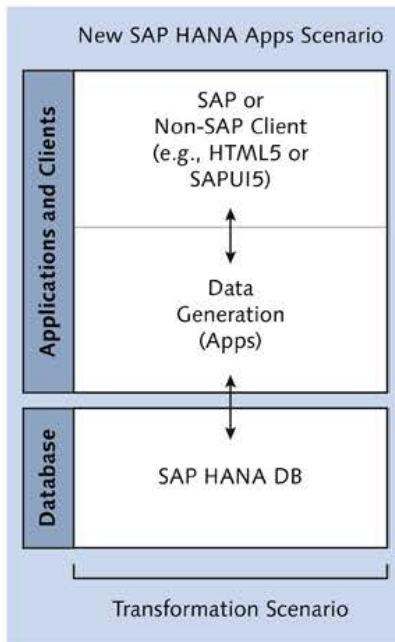 New SAP HANA Apps Scenario
Applications and Clients
SAP or
Non-SAP Client
(e.g., HTML5 or
SAPUI5)
Data
Generation
(Apps)
Database
SAP HANA DB
Transformation Scenario